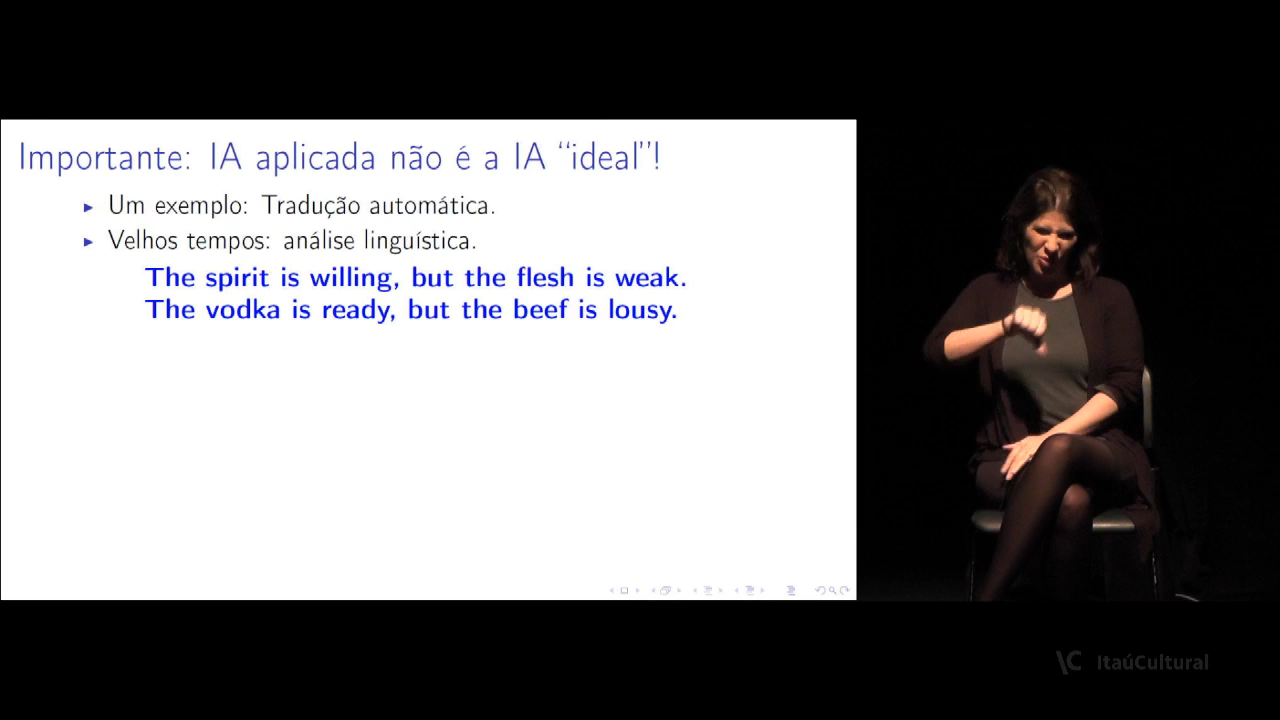 Importante: IA aplicada não é a IA “ideal”!
▸ Um exemplo: Tradução automática.
▸ Velhos tempos: análise linguística.
The spirit is willing, but the flesh is weak.
The vodka is ready, but the beef is lousy.
\C ItaúCultural